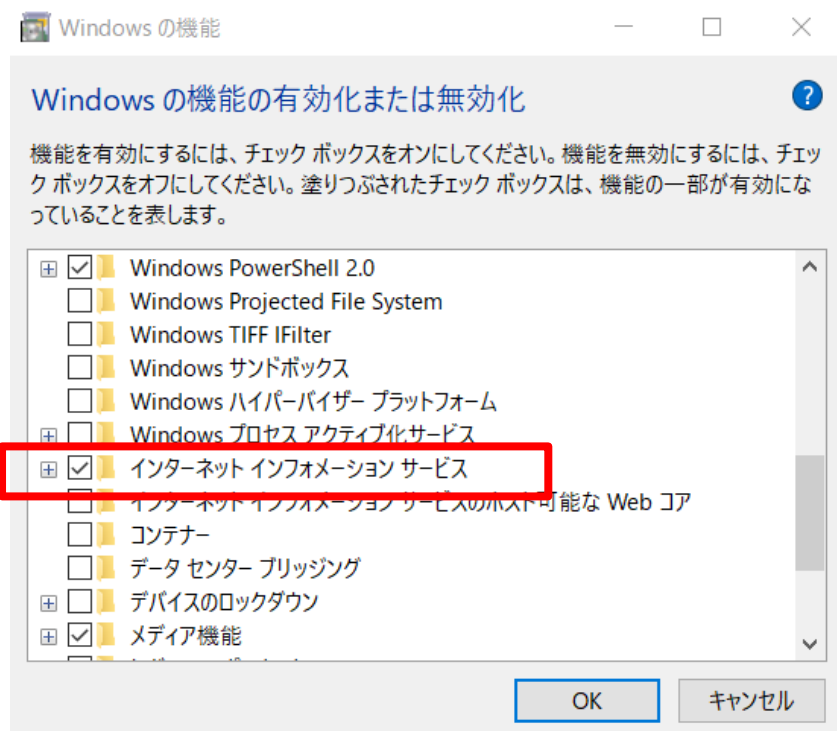 Windows の機能
Windows の機能の有効化または無効化
?
機能を有効にするには、チェック ボックスをオンにしてください。機能を無効にするには、チェッ
ク ボックスをオフにしてください。塗りつぶされたチェック ボックスは、機能の一部が有効にな
っていることを表します。
Windows PowerShell 2.0
Windows Projected File System
Windows TIFF IFilter
Windows サンドボックス
Windows ハイパーバイザー プラットフォーム
Windows プロセス アクティブ化サービス
インターネット インフォメーション サービス
インターネット インフォメーション サービスのホスト可能な Web コア
コンテナー
データ センター ブリッジング
デバイスのロックダウン
メディア機能
OK
キャンセル